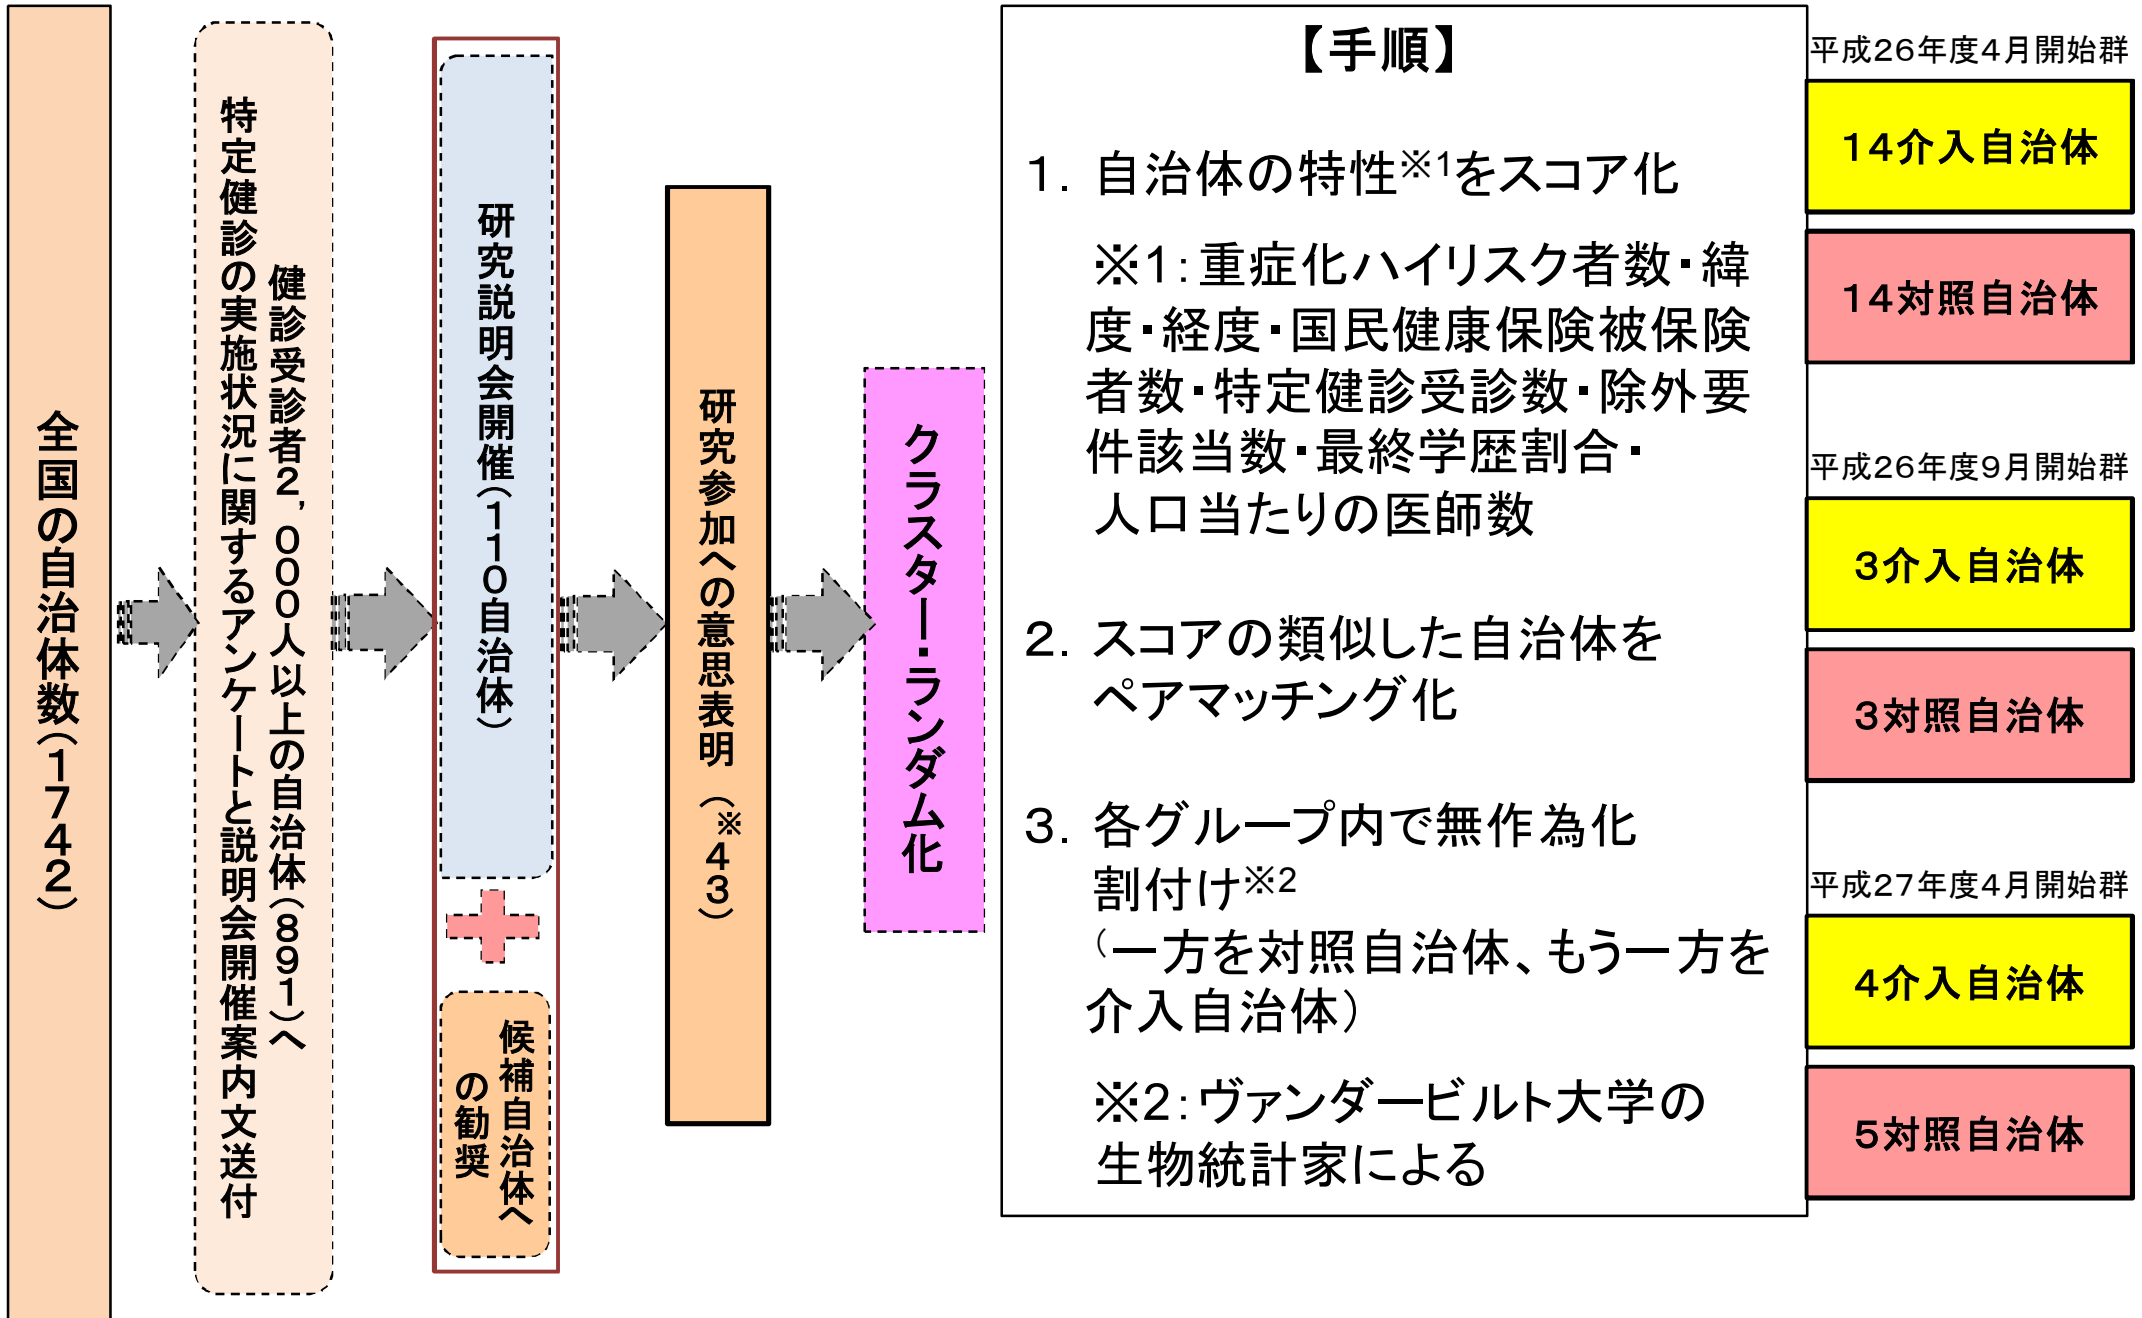 全国の自治体数（１７４２）
健診受診者２，０００人以上の自治体（８９１）へ
特定健診の実施状況に関するアンケートと説明会開催案内文送付
研究説明会開催（１１０自治体）
候補自治体へ
の勧奨
研究参加への意思表明（※４３）
クラスター・ランダム化
【手順】
１．自治体の特性※1をスコア化
※1：重症化ハイリスク者数・緯
度・経度・国民健康保険被保険
者数・特定健診受診数・除外要
件該当数・最終学歴割合・
人口当たりの医師数
２．スコアの類似した自治体を
ペアマッチング化
３．各グループ内で無作為化
割付け※2
（一方を対照自治体、もう一方を
介入自治体）
※2：ヴァンダービルト大学の
生物統計家による
平成２６年度４月開始群
１４介入自治体
１４対照自治体
平成２６年度９月開始群
３介入自治体
３対照自治体
平成２７年度４月開始群
４介入自治体
５対照自治体